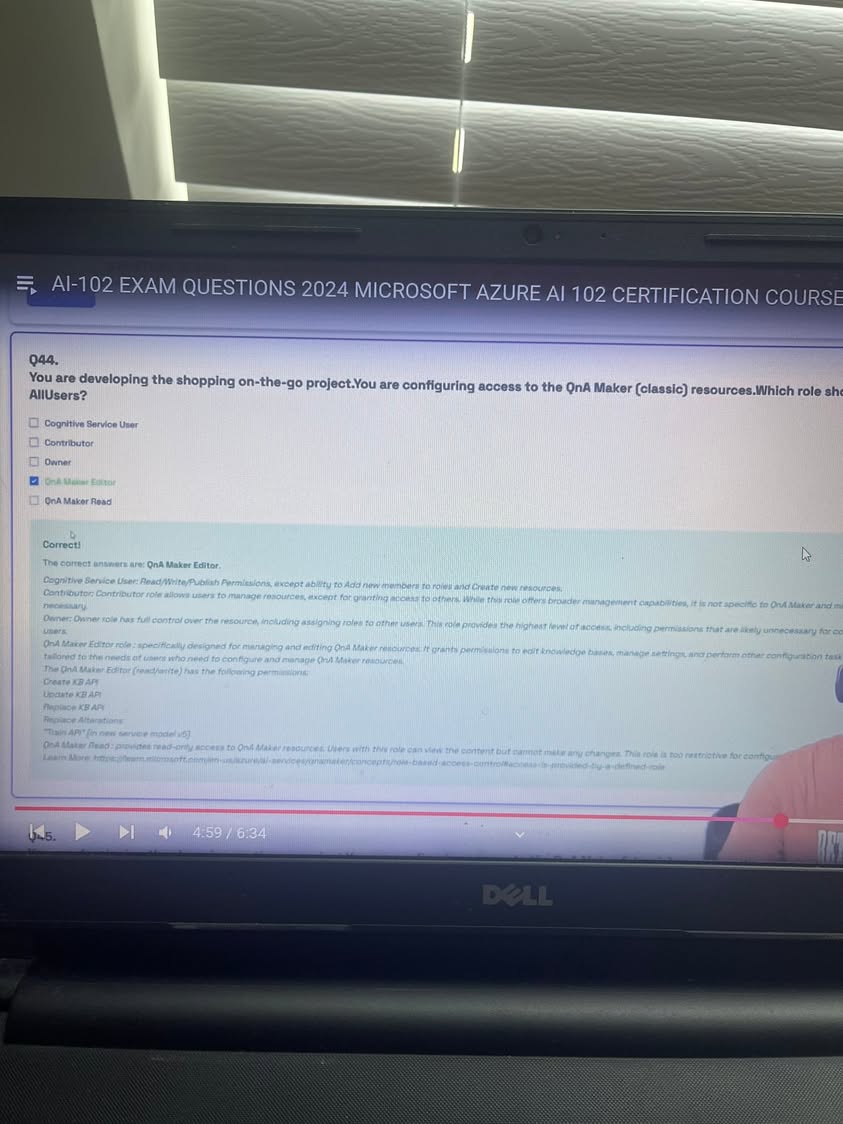 AI-102 EXAM QUESTIONS 2024 MICROSOFT AZURE AI 102 CERTIFICATION COURSE
Q44.
You are developing the shopping on-the-go project.You are configuring access to the QnA Maker (classic) resources.Which role
AllUsers?
Cognitive Service User
Contributor
Owner
QnA Maker Editor
QnA Maker Read
Correct!
The correct answers are: QnA Maker Editor.
Cognitive Service User: Read/Write/Publish Permissions, except ability to Add new members to roles and Create new resources.
Contributor: Contributor role allows users to manage resources, except for granting access to others. While this role offers broader management capabilities, it is not specific to QnA Maker and
necessary.
Owner: Owner role has full control over the resource, including assigning roles to other users. This role provides the highest level of access, including permissions that are likely unnecessary for
users.
QnA Maker Editor role : specifically designed for managing and editing QnA Maker resources. It grants permissions to edit knowledge bases, manage settings, and perform other configuration
tailored to the needs of users who need to configure and manage QnA Maker resources.
The QnA Maker Editor (read/write) has the following permissions:
Create KB API
Update KB API
Replace KB API
Replace Alterations
"Train API" [in new service model v5]
QnA Maker Read : provides read-only access to QnA Maker resources. Users with this role can view the content but cannot make any changes. This role is too restrictive for
Learn More: https://learn.microsoft.com/en-us/azure/ai-services/qnamaker/concepts/role-based-access-control#access-is-provided-by-a-defined-role
4:59 / 6:34
DELL